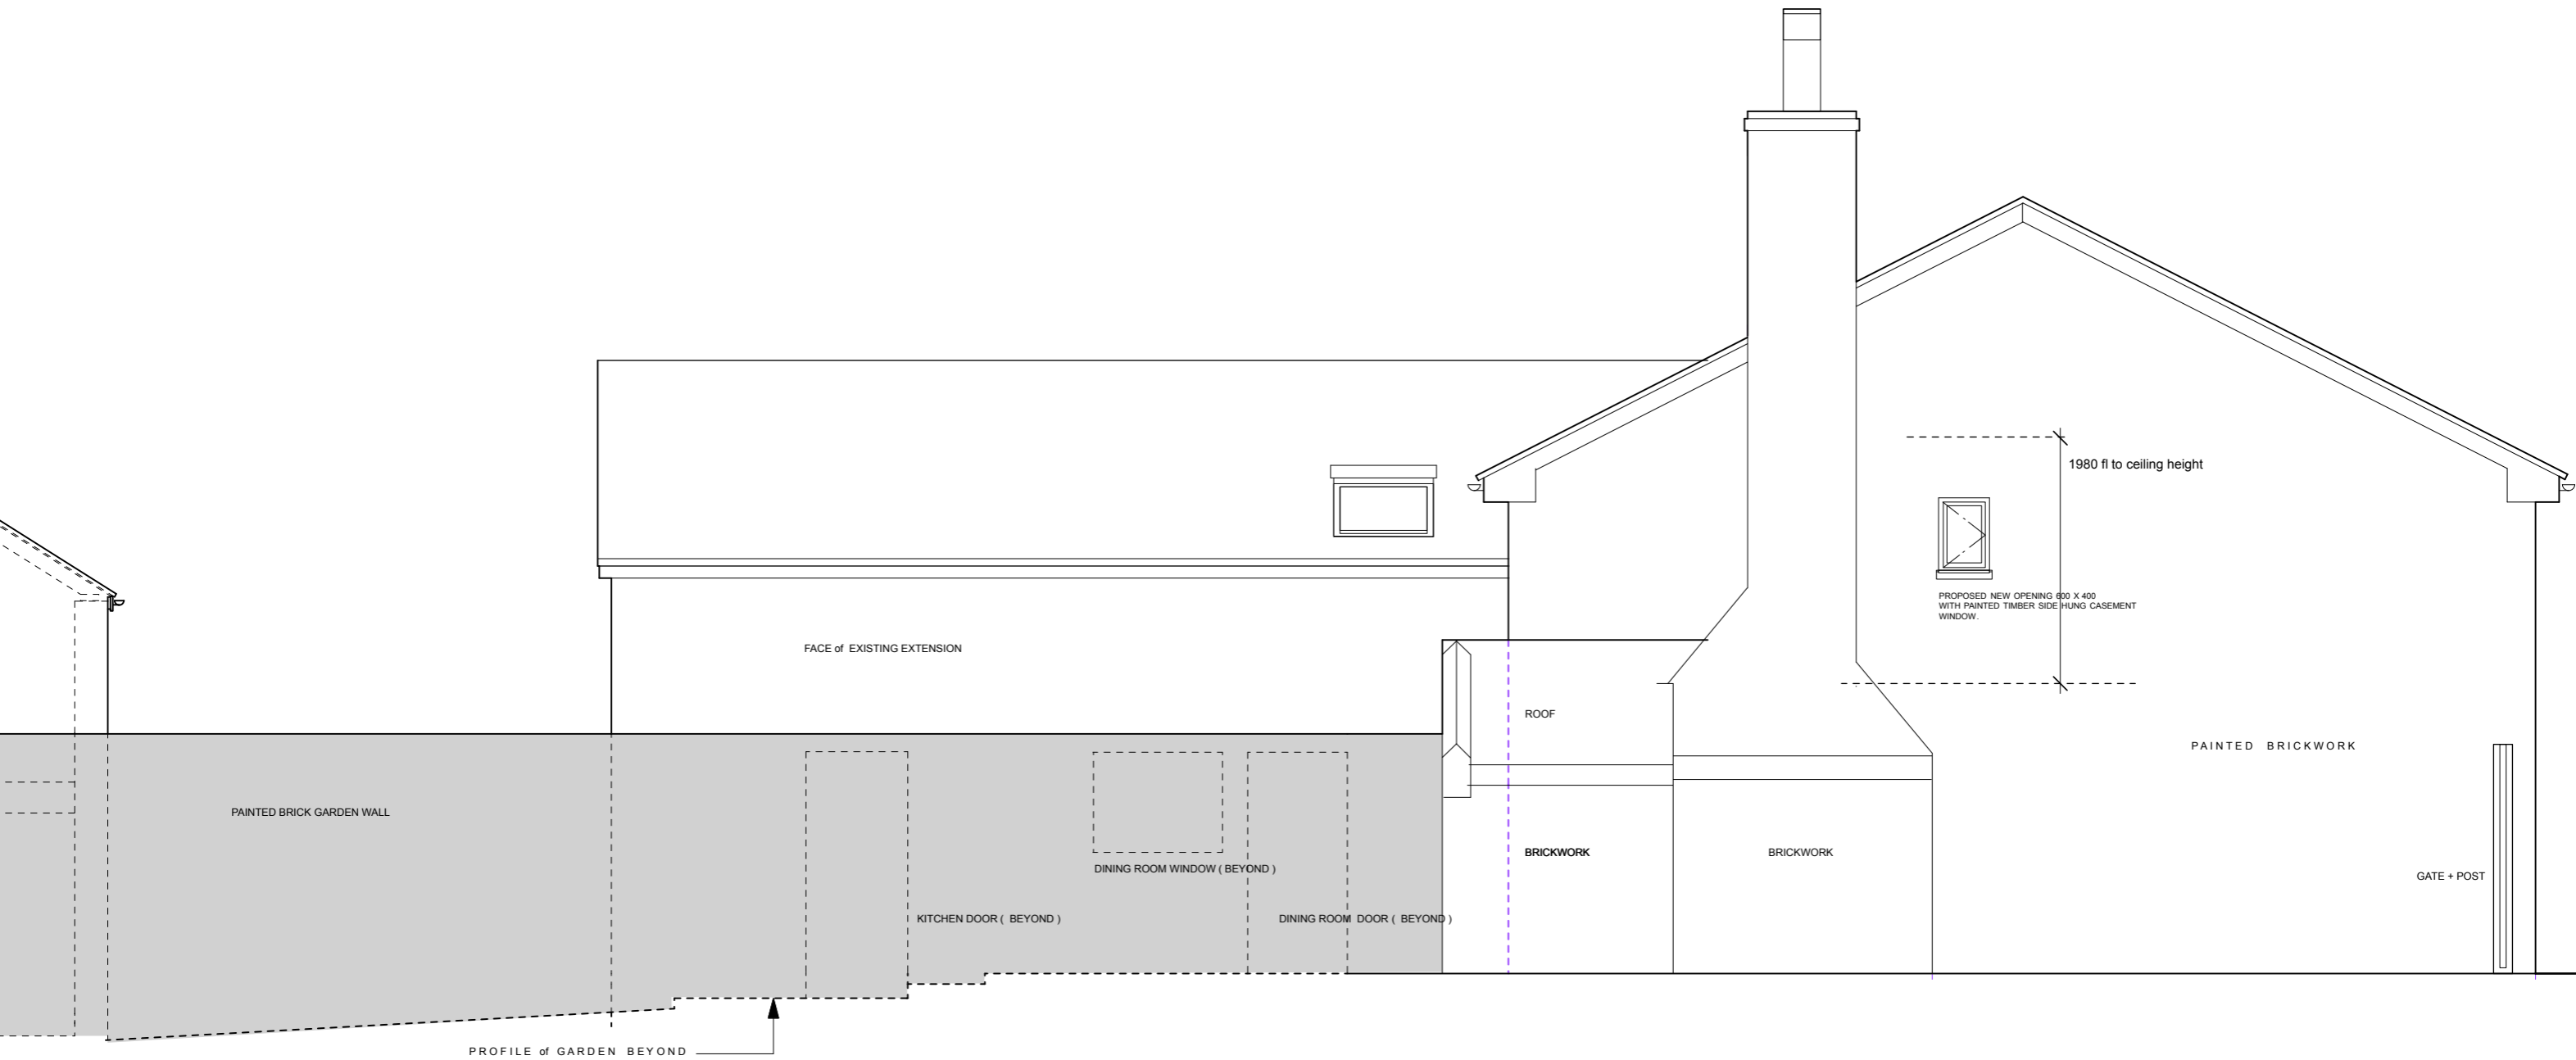 1980 fl to ceiling height
PROPOSED NEW OPENING 600 X 400
WITH PAINTED TIMBER SIDE HUNG CASEMENT
WINDOW.
FACE of EXISTING EXTENSION
ROOF
PAINTED BRICKWORK
PAINTED BRICK GARDEN WALL
BRICKWORK
BRICKWORK
DINING ROOM WINDOW ( BEYOND )
GATE + POST
KITCHEN DOOR ( BEYOND )
DINING ROOM DOOR ( BEYOND )
PROFILE of GARDEN BEYOND